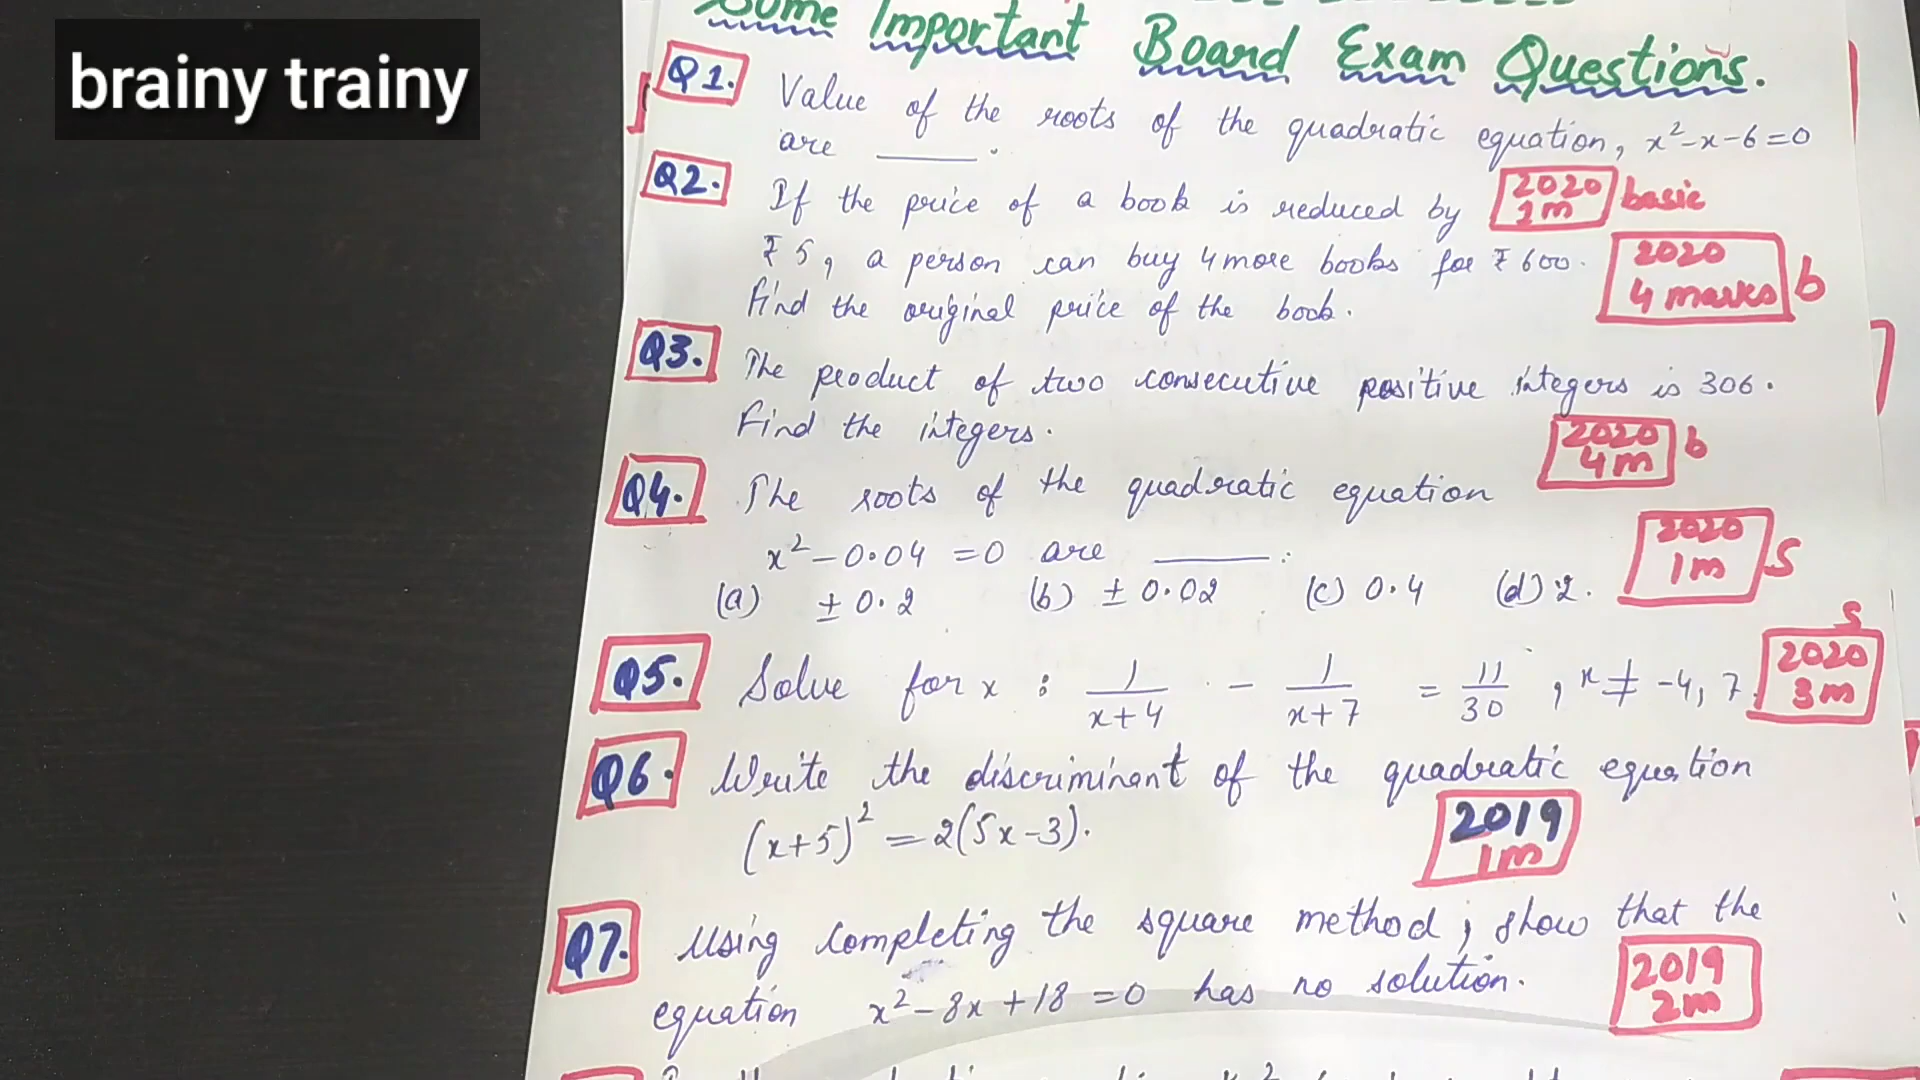 brainy trainy
Some Important Board Exam Questions.
Q1. Value of the roots of the quadratic equation, x²-x-6=0
are ______.
2020
1m
basic
Q2. If the price of a book is reduced by
₹5, a person can buy 4 more books for ₹600.
Find the original price of the book.
2020
4 marks
b
Q3. The product of two consecutive positive integers is 306.
Find the integers.
2020
4m
b
Q4. The roots of the quadratic equation
x²-0.04 =0 are ______:
(a) ±0.2 (b) ±0.02 (c) 0.4 (d) 2.
2020
1m
S
Q5. Solve for x : 1/(x+4) - 1/(x+7) = 11/30, x≠ -4, 7.
S
2020
3m
Q6. Write the discriminant of the quadratic equation
(x+5)² = 2(5x-3).
2019
1m
Q7. Using completing the square method, show that the
equation x²-8x+18=0 has no solution.
2019
2m